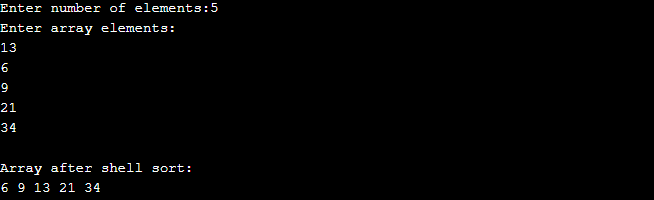 Enter number of elements:5
Enter array elements:
13
6
9
21
34
Array after shell sort:
6 9 13 21 34